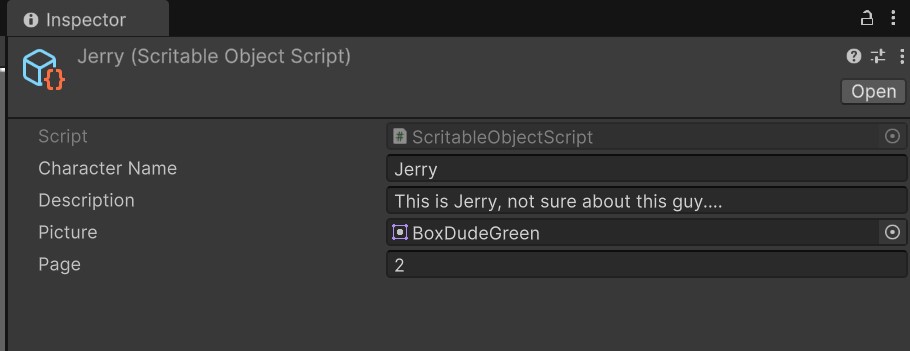 Inspector
Jerry (Scritable Object Script)
Open
Script
ScritableObjectScript
Character Name
Jerry
Description
This is Jerry, not sure about this guy....
Picture
BoxDudeGreen
Page
2